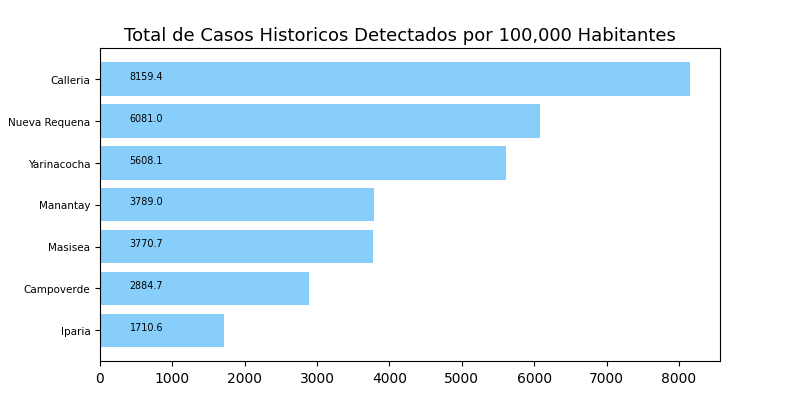 Total de Casos Historicos Detectados por 100,000 Habitantes
Calleria 8159.4
Nueva Requena 6081.0
Yarinacocha 5608.1
Manantay 3789.0
Masisea 3770.7
Campoverde 2884.7
Iparia 1710.6
0 1000 2000 3000 4000 5000 6000 7000 8000